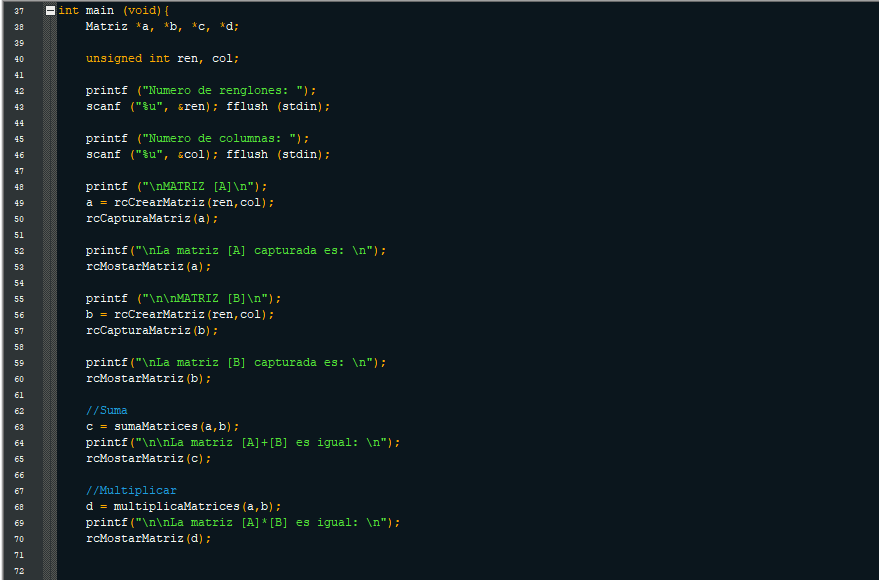 37 int main (void){
38 Matriz *a, *b, *c, *d;
39
40 unsigned int ren, col;
41
42 printf ("Numero de renglones: ");
43 scanf ("%u", &ren); fflush (stdin);
44
45 printf ("Numero de columnas: ");
46 scanf ("%u", &col); fflush (stdin);
47
48 printf ("\nMATRIZ [A]\n");
49 a = rcCrearMatriz(ren,col);
50 rcCapturaMatriz(a);
51
52 printf("\nLa matriz [A] capturada es: \n");
53 rcMostarMatriz(a);
54
55 printf ("\n\nMATRIZ [B]\n");
56 b = rcCrearMatriz(ren,col);
57 rcCapturaMatriz(b);
58
59 printf("\nLa matriz [B] capturada es: \n");
60 rcMostarMatriz(b);
61
62 //Suma
63 c = sumaMatrices(a,b);
64 printf("\n\nLa matriz [A]+[B] es igual: \n");
65 rcMostarMatriz(c);
66
67 //Multiplicar
68 d = multiplicaMatrices(a,b);
69 printf("\n\nLa matriz [A]*[B] es igual: \n");
70 rcMostarMatriz(d);
71
72